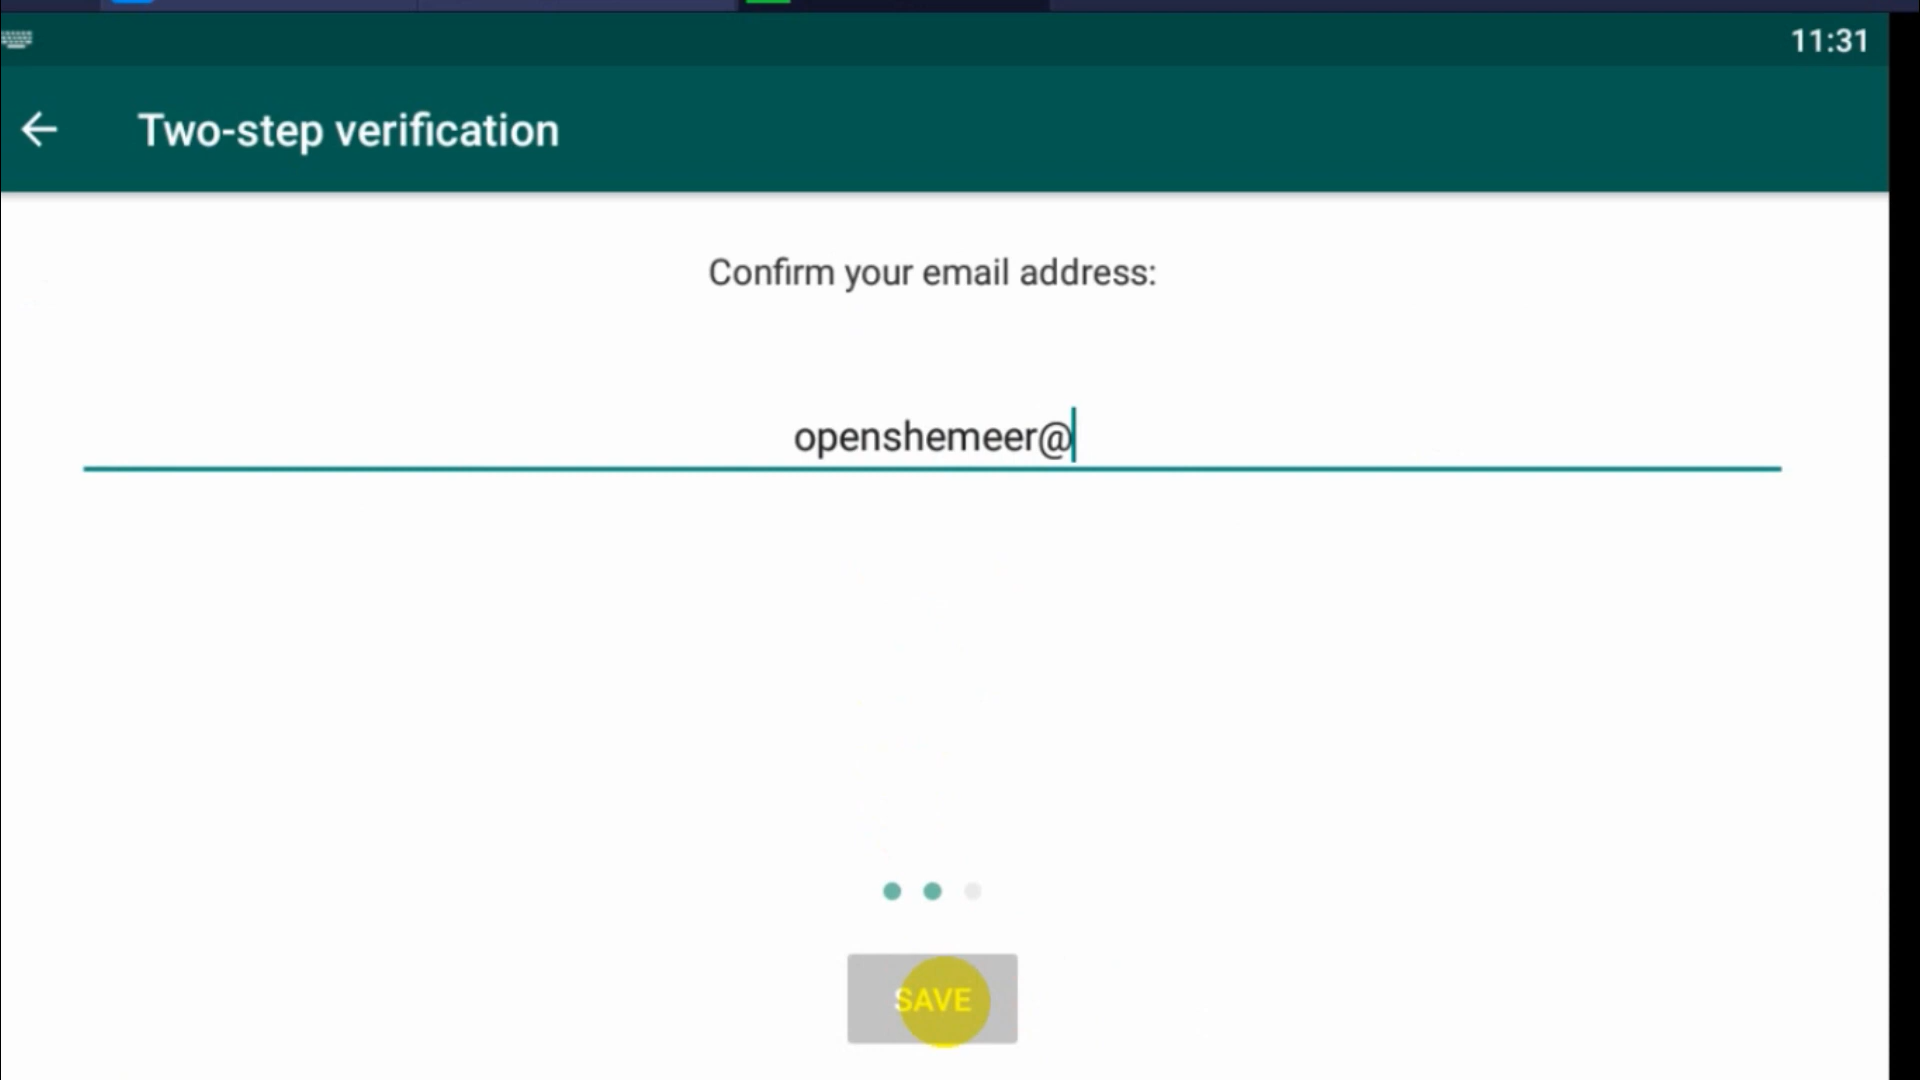 11:31
Two-step verification
Confirm your email address:
openshemeer@
SAVE